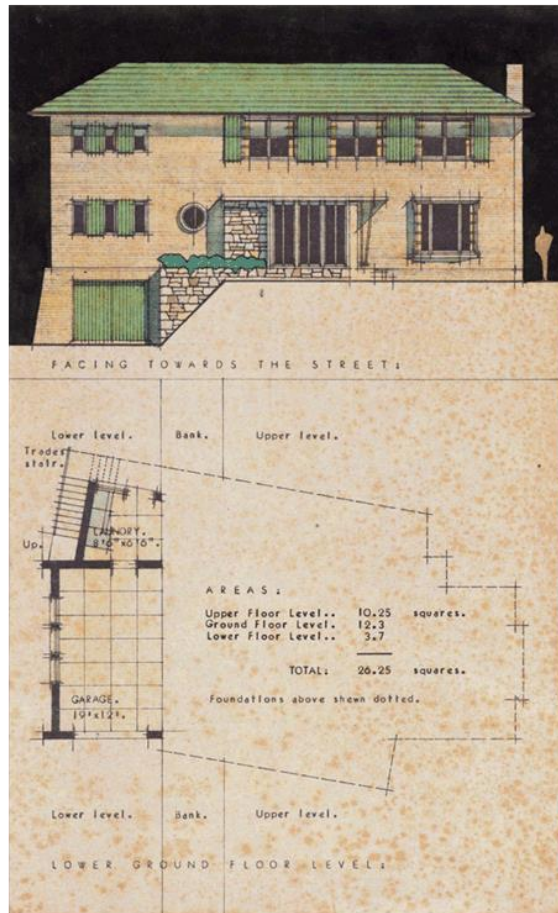 FACING TOWARDS THE STREET:
Lower level. Bank. Upper level.
Trades
stair.
LAUNDRY.
8'6"x6'6".
Up.
AREAS:
Upper Floor Level.. 10.25 squares.
Ground Floor Level. 12.3
Lower Floor Level.. 3.7
TOTAL: 26.25 squares.
GARAGE.
19'x12'.
Foundations above shewn dotted.
Lower level. Bank. Upper level.
LOWER GROUND FLOOR LEVEL: